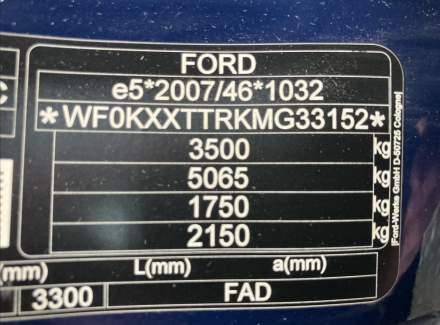 FORD
e5*2007/46*1032
*WF0KXXTTRKMG33152*
3500 kg
5065 kg
1750 kg
2150 kg
(mm) L(mm) a(mm)
3300 FAD
Ford-Werke GmbH D-50725 Cologne